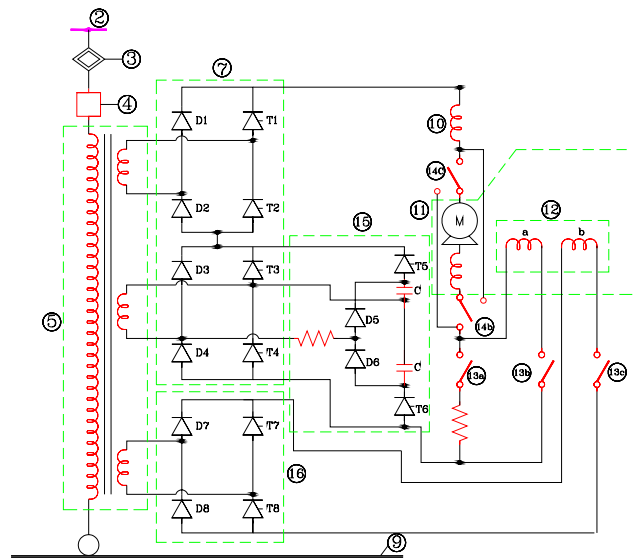 ②
③
④
⑦
D1 T1
⑩
14C
D2 T2
⑪ M
⑮ ⑫
a b
D3 T3 T5
C
⑤
D5
14b
D4 T4 D6
C
13a 13b 13c
T6
D7 T7
⑯
D8 T8
⑨